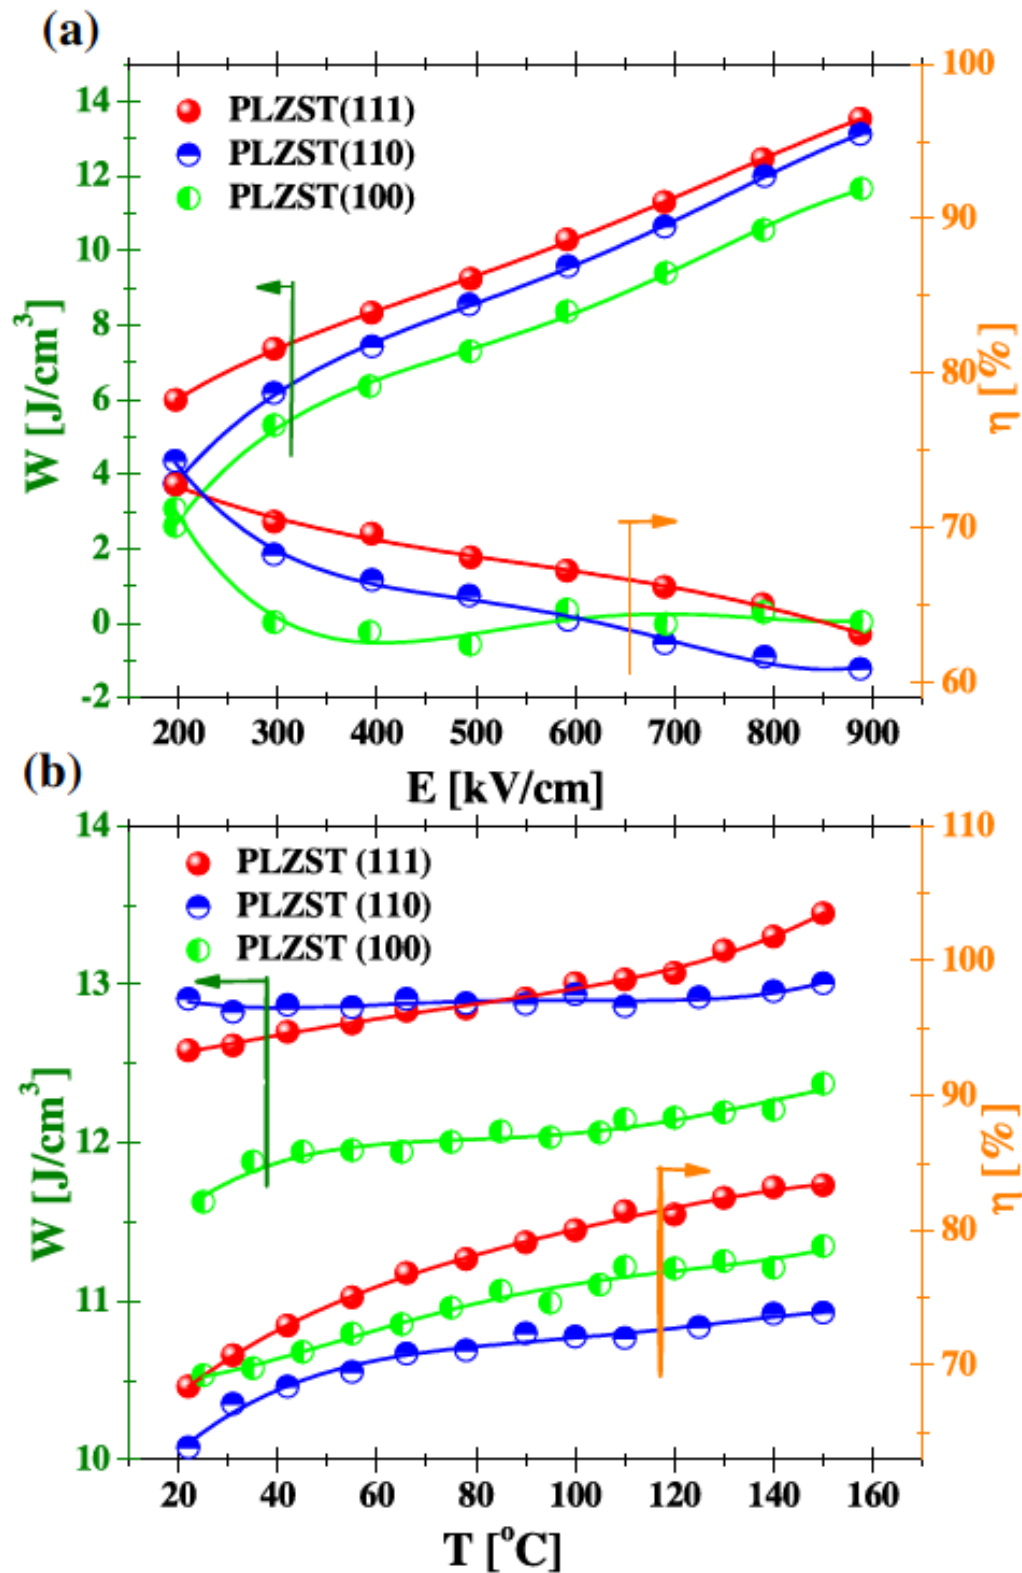 (a)
PLZST(111)
PLZST(110)
PLZST(100)
14
12
10
8
6
4
2
0
-2
W [J/cm³]
100
90
80
70
60
η [%]
200 300 400 500 600 700 800 900
E [kV/cm]
(b)
PLZST (111)
PLZST (110)
PLZST (100)
14
13
12
11
10
W [J/cm³]
110
100
90
80
70
η [%]
20 40 60 80 100 120 140 160
T [°C]